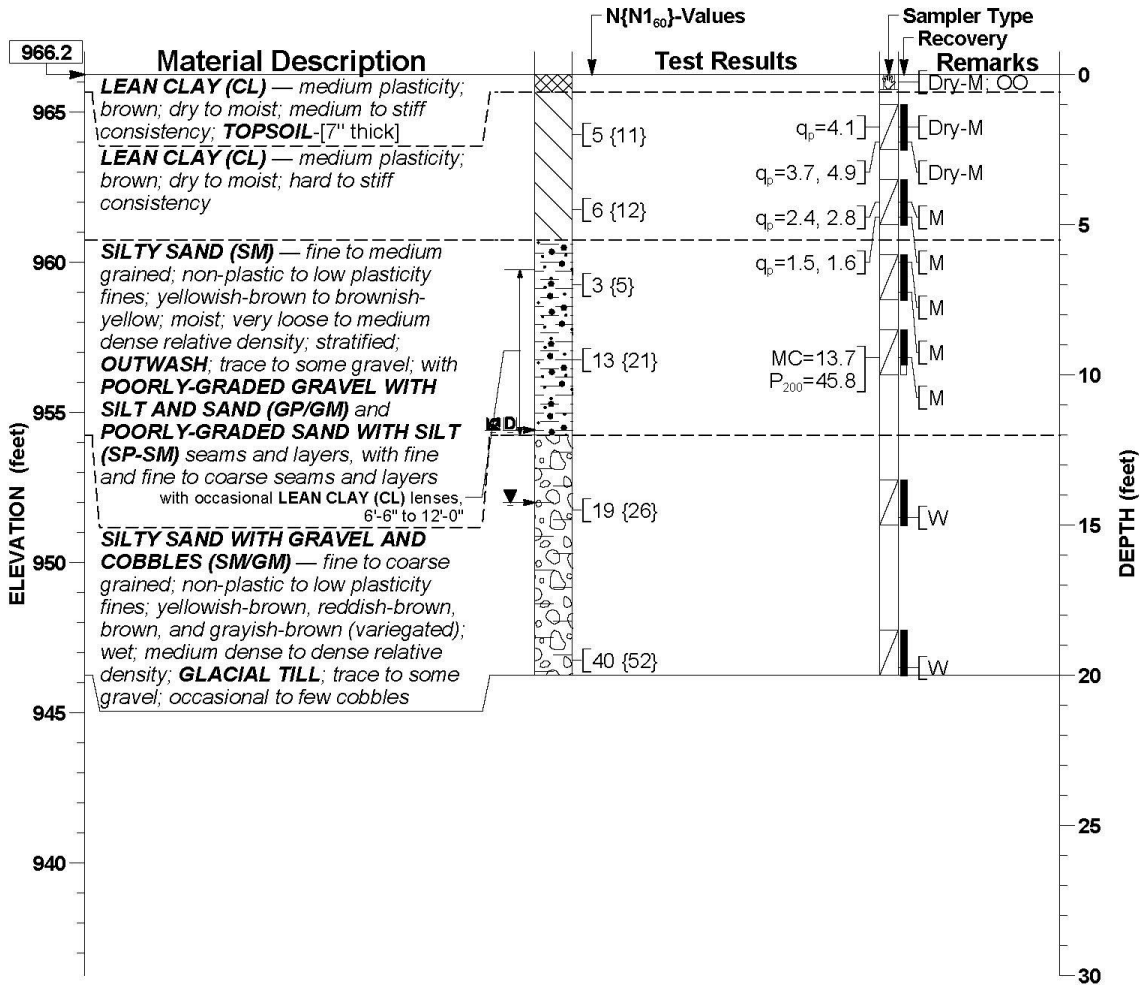 N{N1₆₀}-Values
Sampler Type
Recovery
966.2
Material Description
Test Results
Remarks
LEAN CLAY (CL) — medium plasticity;
brown; dry to moist; medium to stiff
consistency; TOPSOIL-[7" thick]
LEAN CLAY (CL) — medium plasticity;
brown; dry to moist; hard to stiff
consistency
SILTY SAND (SM) — fine to medium
grained; non-plastic to low plasticity
fines; yellowish-brown to brownish-
yellow; moist; very loose to medium
dense relative density; stratified;
OUTWASH; trace to some gravel; with
POORLY-GRADED GRAVEL WITH
SILT AND SAND (GP/GM) and
POORLY-GRADED SAND WITH SILT
(SP-SM) seams and layers, with fine
and fine to coarse seams and layers
with occasional LEAN CLAY (CL) lenses,
6'-6" to 12'-0"
SILTY SAND WITH GRAVEL AND
COBBLES (SM/GM) — fine to coarse
grained; non-plastic to low plasticity
fines; yellowish-brown, reddish-brown,
brown, and grayish-brown (variegated);
wet; medium dense to dense relative
density; GLACIAL TILL; trace to some
gravel; occasional to few cobbles
ELEVATION (feet)
965
960
955
950
945
940
5 {11}
6 {12}
3 {5}
13 {21}
19 {26}
40 {52}
qₚ=4.1
qₚ=3.7, 4.9
qₚ=2.4, 2.8
qₚ=1.5, 1.6
MC=13.7
P₂₀₀=45.8
Dry-M; OO
Dry-M
Dry-M
M
M
M
M
M
W
W
0
5
10
15
20
25
30
DEPTH (feet)